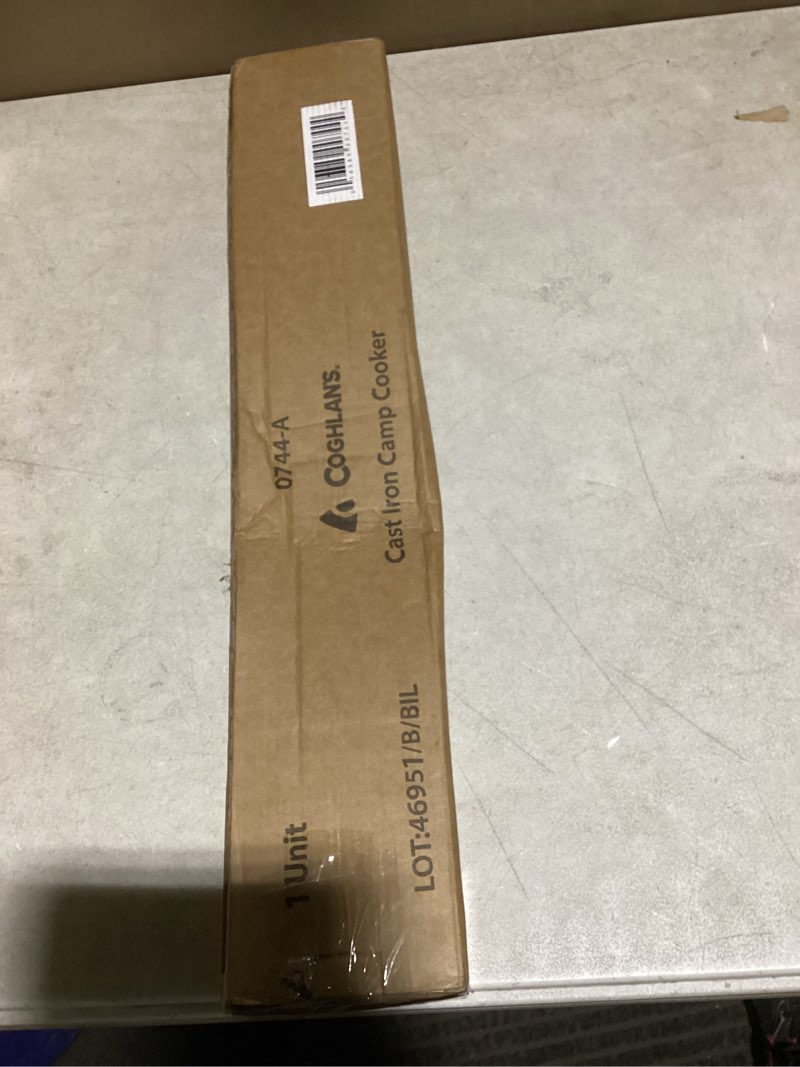 0744-A
COGHLAN'S.
Cast Iron Camp Cooker
1 Unit
LOT:46951/B/BIL